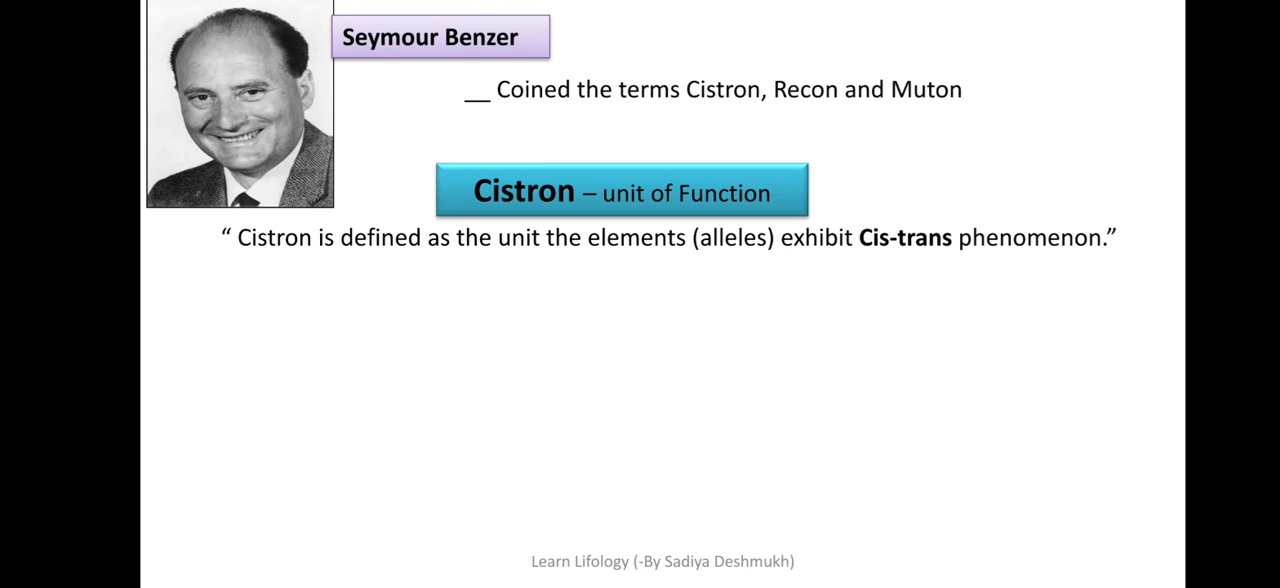 Seymour Benzer
__ Coined the terms Cistron, Recon and Muton
Cistron – unit of Function
“ Cistron is defined as the unit the elements (alleles) exhibit Cis-trans phenomenon.”
Learn Lifology (-By Sadiya Deshmukh)